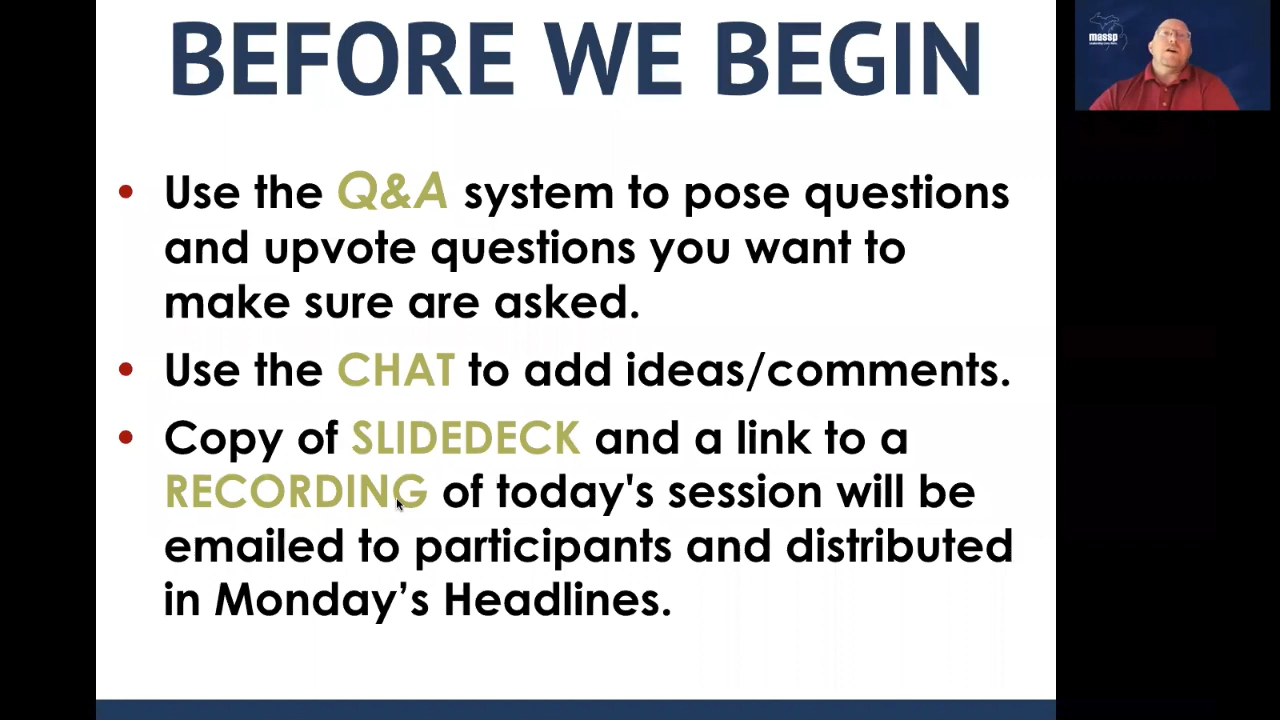 BEFORE WE BEGIN
massp
• Use the Q&A system to pose questions
and upvote questions you want to
make sure are asked.
• Use the CHAT to add ideas/comments.
• Copy of SLIDEDECK and a link to a
RECORDING of today's session will be
emailed to participants and distributed
in Monday’s Headlines.